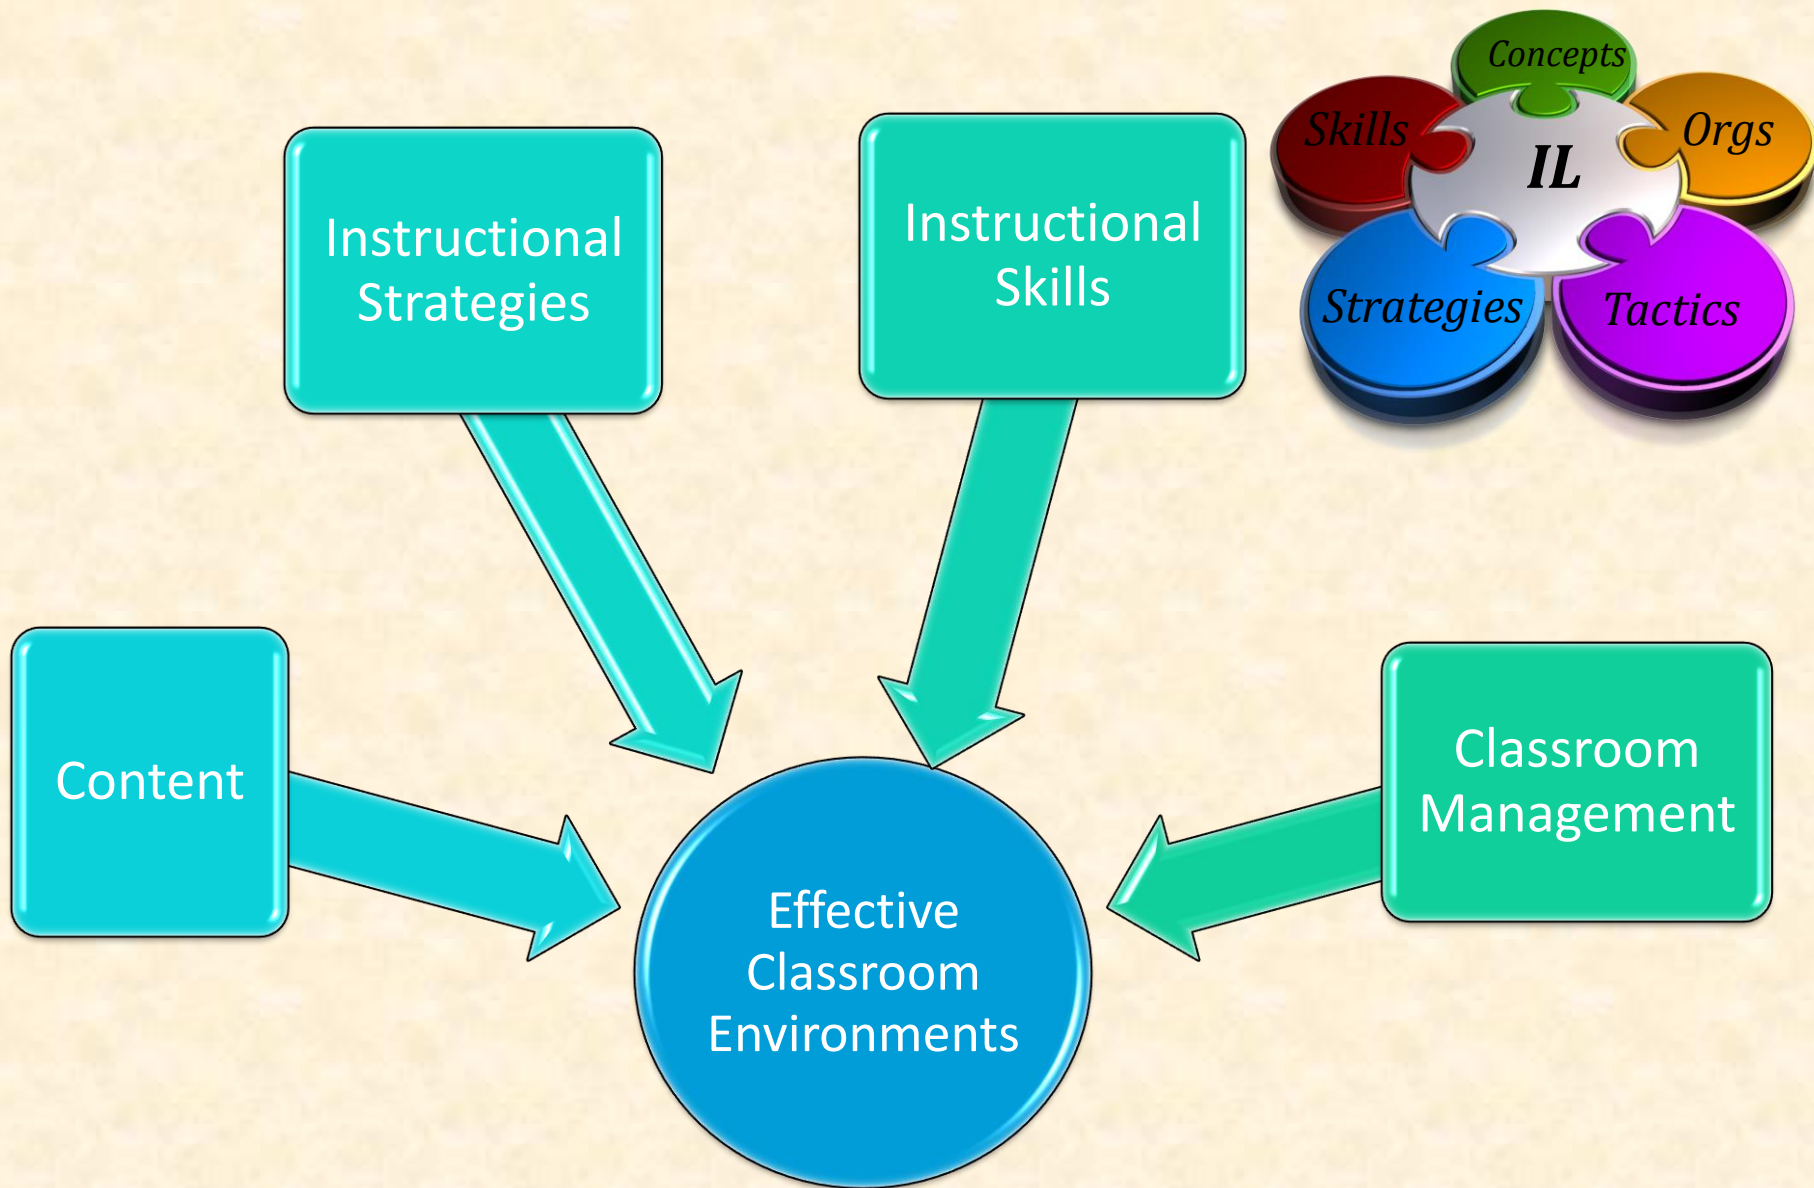 Concepts
Skills
Orgs
IL
Strategies
Tactics
Instructional
Strategies
Instructional
Skills
Content
Classroom
Management
Effective
Classroom
Environments